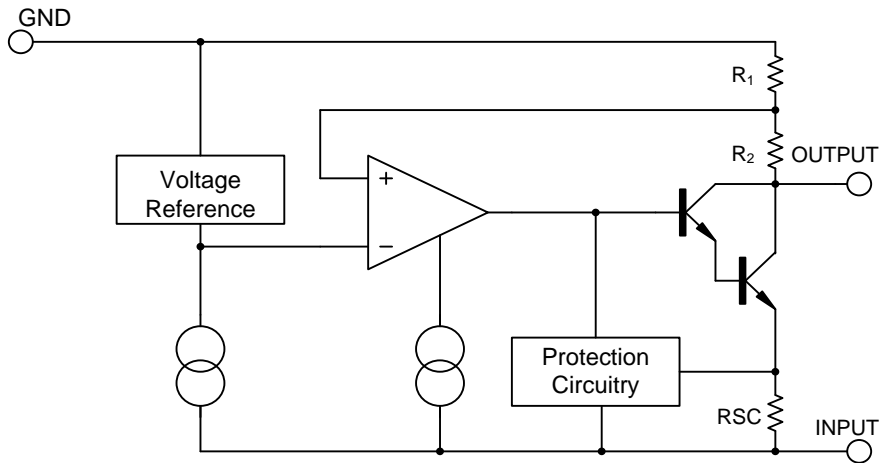 GND
R₁
R₂
OUTPUT
Voltage
Reference
+
−
Protection
Circuitry
RSC
INPUT